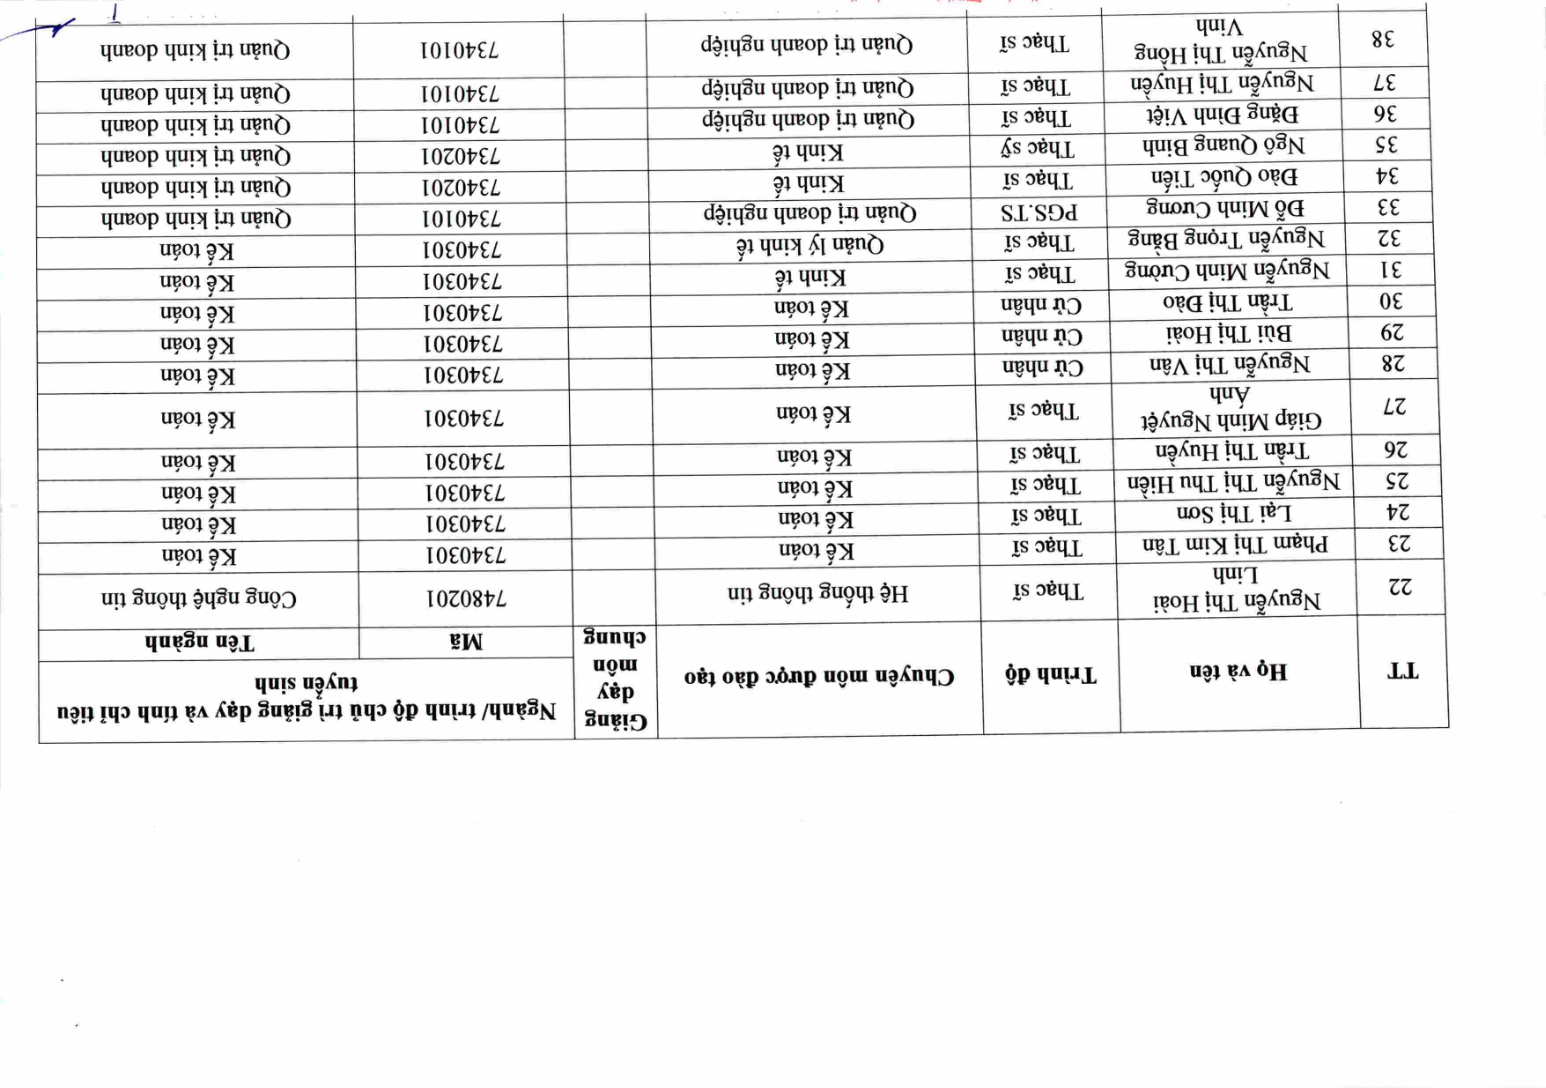 TT Họ và tên Trình độ Chuyên môn được đào tạo Giảng dạy môn chung Ngành/ trình độ chủ trì giảng dạy và tính chỉ tiêu tuyển sinh
Mã Tên ngành
22 Nguyễn Thị Hoài Linh Thạc sĩ Hệ thống thông tin 7480201 Công nghệ thông tin
23 Phạm Thị Kim Tân Thạc sĩ Kế toán 7340301 Kế toán
24 Lại Thị Son Thạc sĩ Kế toán 7340301 Kế toán
25 Nguyễn Thị Thu Hiền Thạc sĩ Kế toán 7340301 Kế toán
26 Trần Thị Huyền Thạc sĩ Kế toán 7340301 Kế toán
27 Giáp Minh Nguyệt Ánh Thạc sĩ Kế toán 7340301 Kế toán
28 Nguyễn Thị Vân Cử nhân Kế toán 7340301 Kế toán
29 Bùi Thị Hoài Cử nhân Kế toán 7340301 Kế toán
30 Trần Thị Đào Cử nhân Kế toán 7340301 Kế toán
31 Nguyễn Minh Cường Thạc sĩ Kinh tế 7340301 Kế toán
32 Nguyễn Trọng Bằng Thạc sĩ Quản lý kinh tế 7340301 Kế toán
33 Đỗ Minh Cương PGS.TS Quản trị doanh nghiệp 7340101 Quản trị kinh doanh
34 Đào Quốc Tiến Thạc sĩ Kinh tế 7340201 Quản trị kinh doanh
35 Ngô Quang Bình Thạc sỹ Kinh tế 7340201 Quản trị kinh doanh
36 Đặng Đình Việt Thạc sĩ Quản trị doanh nghiệp 7340101 Quản trị kinh doanh
37 Nguyễn Thị Huyền Thạc sĩ Quản trị doanh nghiệp 7340101 Quản trị kinh doanh
38 Nguyễn Thị Hồng Vinh Thạc sĩ Quản trị doanh nghiệp 7340101 Quản trị kinh doanh